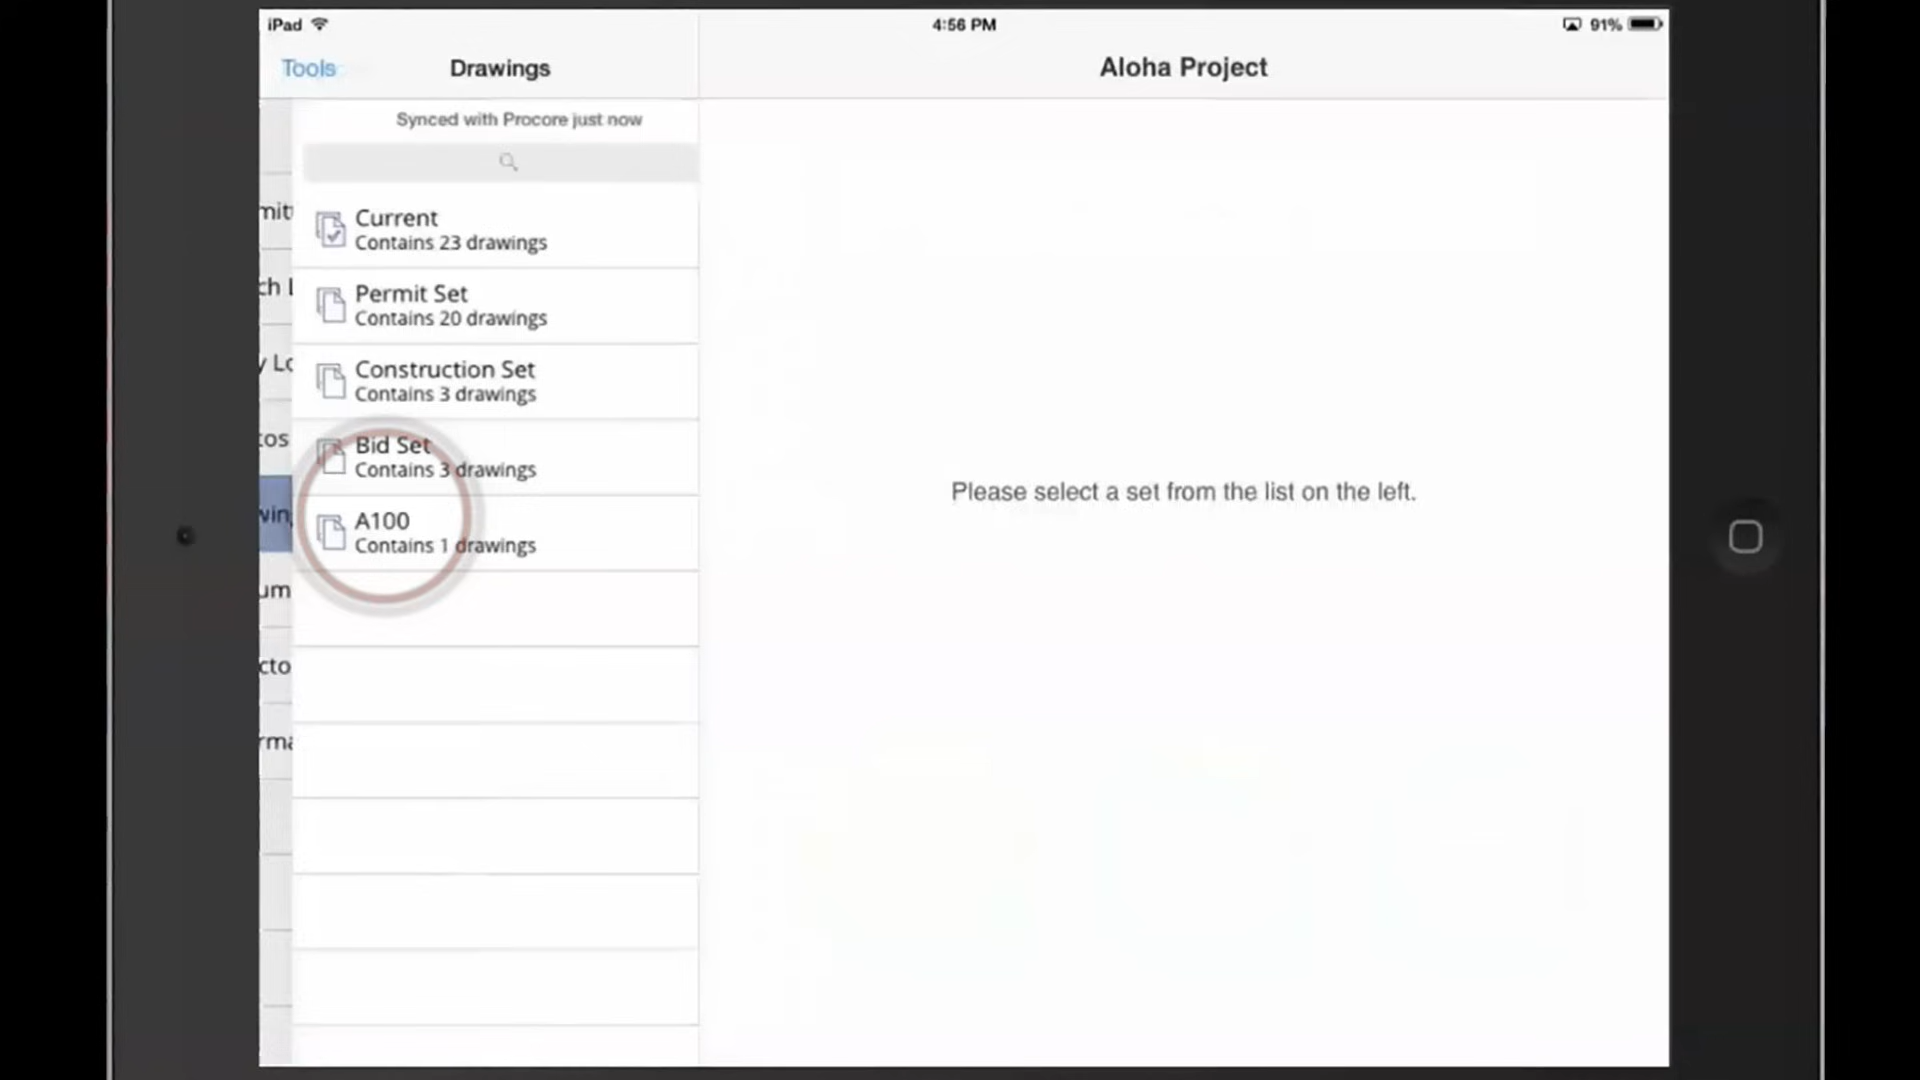 iPad
4:56 PM
91%
Tools
Drawings
Aloha Project
Synced with Procore just now
Current
Contains 23 drawings
Permit Set
Contains 20 drawings
Construction Set
Contains 3 drawings
Bid Set
Contains 3 drawings
A100
Contains 1 drawings
Please select a set from the list on the left.